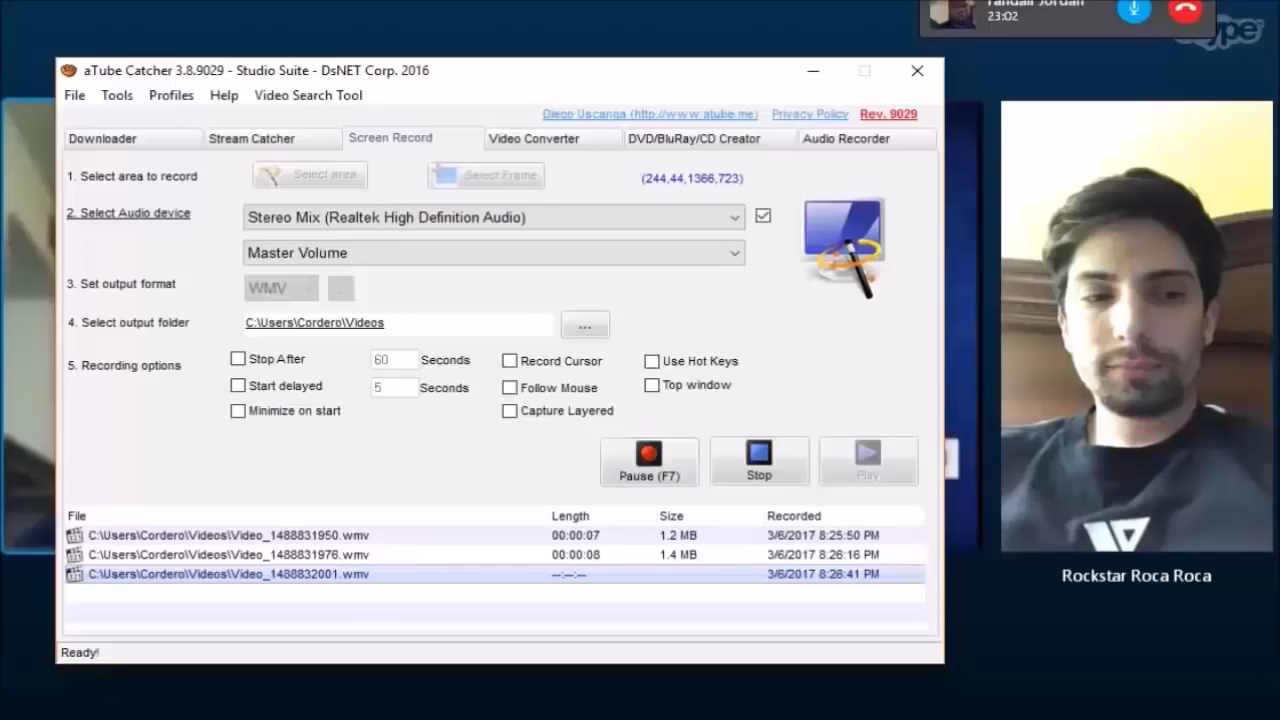 randall Jordan
23:02
aTube Catcher 3.8.9029 - Studio Suite - DsNET Corp. 2016
File Tools Profiles Help Video Search Tool
Diego Uscanga (http://www.atube.me) Privacy Policy Rev. 9029
Downloader Stream Catcher Screen Record Video Converter DVD/BluRay/CD Creator Audio Recorder
1. Select area to record Select area Select Frame (244,44,1366,723)
2. Select Audio device Stereo Mix (Realtek High Definition Audio)
Master Volume
3. Set output format WMV ...
4. Select output folder C:\Users\Cordero\Videos ...
5. Recording options Stop After 60 Seconds Record Cursor Use Hot Keys
Start delayed 5 Seconds Follow Mouse Top window
Minimize on start Capture Layered
Pause (F7) Stop Play
File Length Size Recorded
C:\Users\Cordero\Videos\Video_1488831950.wmv 00:00:07 1.2 MB 3/6/2017 8:25:50 PM
C:\Users\Cordero\Videos\Video_1488831976.wmv 00:00:08 1.4 MB 3/6/2017 8:26:16 PM
C:\Users\Cordero\Videos\Video_1488832001.wmv --:--:-- 3/6/2017 8:26:41 PM
Rockstar Roca Roca
Ready!